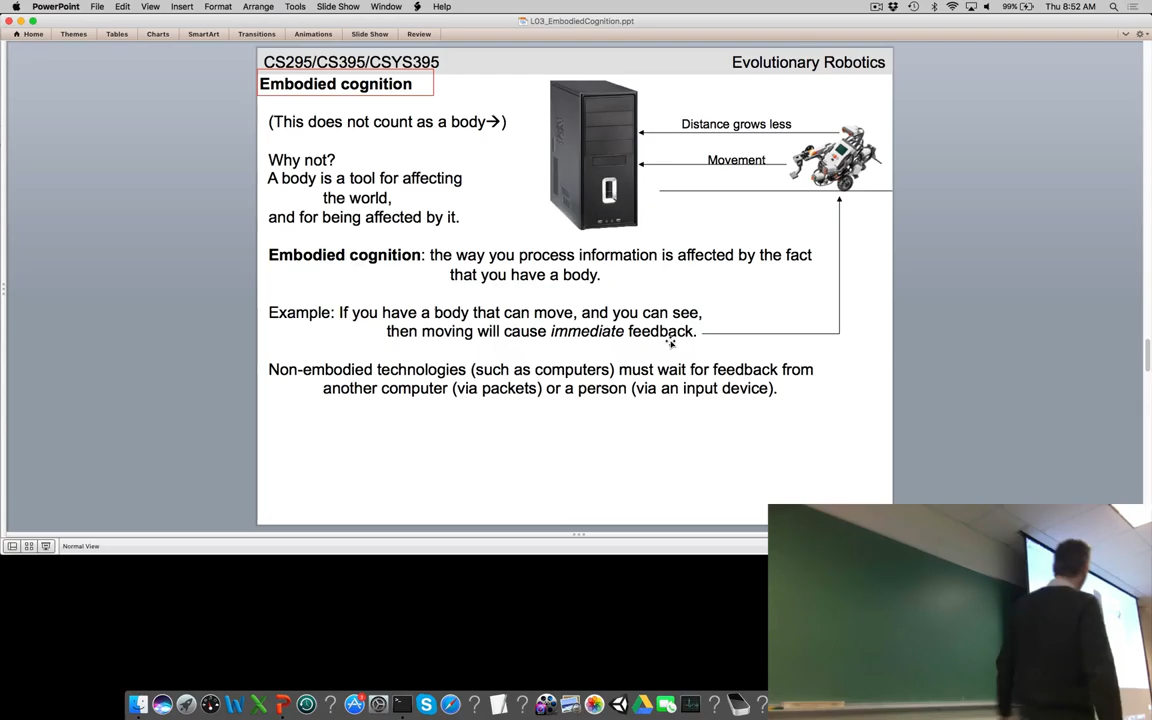 PowerPoint File Edit View Insert Format Arrange Tools Slide Show Window Help 99% Thu 8:52 AM
L03_EmbodiedCognition.ppt
Home Themes Tables Charts SmartArt Transitions Animations Slide Show Review
CS295/CS395/CSYS395 Evolutionary Robotics
Embodied cognition
(This does not count as a body→)
Distance grows less
Movement
Why not?
A body is a tool for affecting
the world,
and for being affected by it.
Embodied cognition: the way you process information is affected by the fact
that you have a body.
Example: If you have a body that can move, and you can see,
then moving will cause immediate feedback.
Non-embodied technologies (such as computers) must wait for feedback from
another computer (via packets) or a person (via an input device).
Normal View